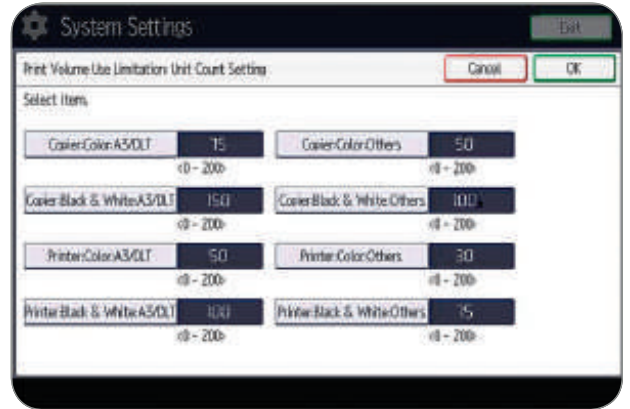 System Settings
Exit
Print Volume Use Limitation: Unit Count Setting
Cancel
OK
Select Item.
Copier:Color:A3/DLT 75 Copier:Color:Others 50
<0 - 200> <0 - 200>
Copier:Black & White:A3/DLT 150 Copier:Black & White:Others 100
<0 - 200> <0 - 200>
Printer:Color:A3/DLT 50 Printer:Color:Others 30
<0 - 200> <0 - 200>
Printer:Black & White:A3/DLT 100 Printer:Black & White:Others 75
<0 - 200> <0 - 200>